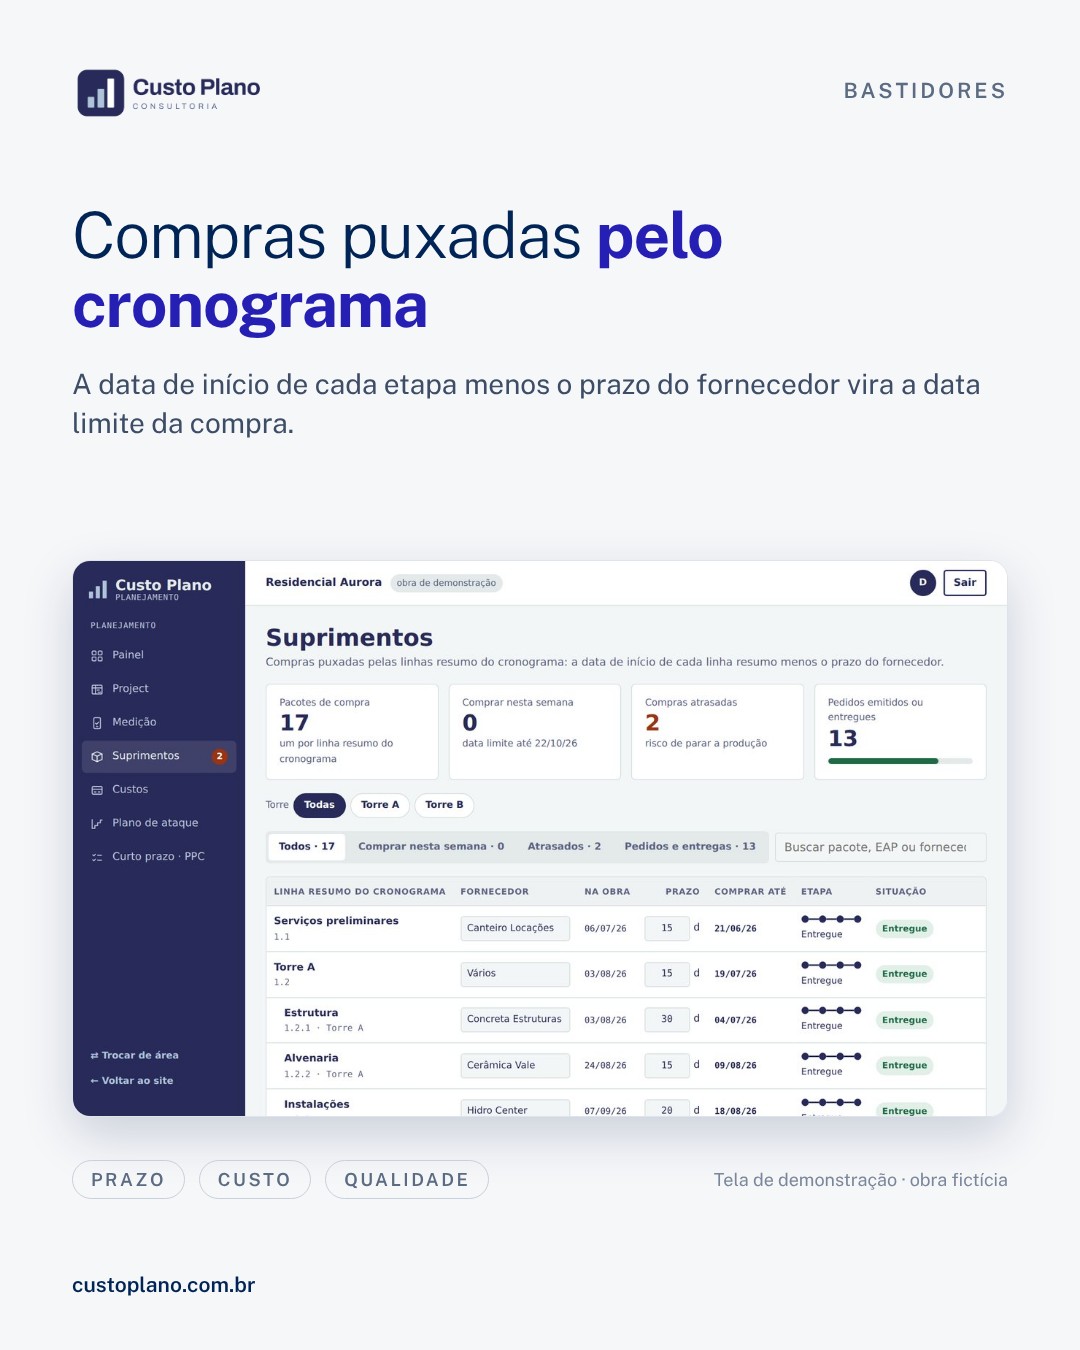 Custo Plano
CONSULTORIA
BASTIDORES
Compras puxadas pelo
cronograma
A data de início de cada etapa menos o prazo do fornecedor vira a data
limite da compra.
Custo Plano
PLANEJAMENTO
PLANEJAMENTO
Painel
Project
Medição
Suprimentos 2
Custos
Plano de ataque
Curto prazo · PPC
⇄ Trocar de área
← Voltar ao site
Residencial Aurora obra de demonstração
D Sair
Suprimentos
Compras puxadas pelas linhas resumo do cronograma: a data de início de cada linha resumo menos o prazo do fornecedor.
Pacotes de compra
17
um por linha resumo do
cronograma
Comprar nesta semana
0
data limite até 22/10/26
Compras atrasadas
2
risco de parar a produção
Pedidos emitidos ou
entregues
13
Torre Todas Torre A Torre B
Todos · 17 Comprar nesta semana · 0 Atrasados · 2 Pedidos e entregas · 13 Buscar pacote, EAP ou fornecec
LINHA RESUMO DO CRONOGRAMA FORNECEDOR NA OBRA PRAZO COMPRAR ATÉ ETAPA SITUAÇÃO
Serviços preliminares
1.1
Canteiro Locações 06/07/26 15 d 21/06/26 Entregue Entregue
Torre A
1.2
Vários 03/08/26 15 d 19/07/26 Entregue Entregue
Estrutura
1.2.1 · Torre A
Concreta Estruturas 03/08/26 30 d 04/07/26 Entregue Entregue
Alvenaria
1.2.2 · Torre A
Cerâmica Vale 24/08/26 15 d 09/08/26 Entregue Entregue
Instalações
Hidro Center 07/09/26 20 d 18/08/26 Entregue
PRAZO CUSTO QUALIDADE
Tela de demonstração · obra fictícia
custoplano.com.br